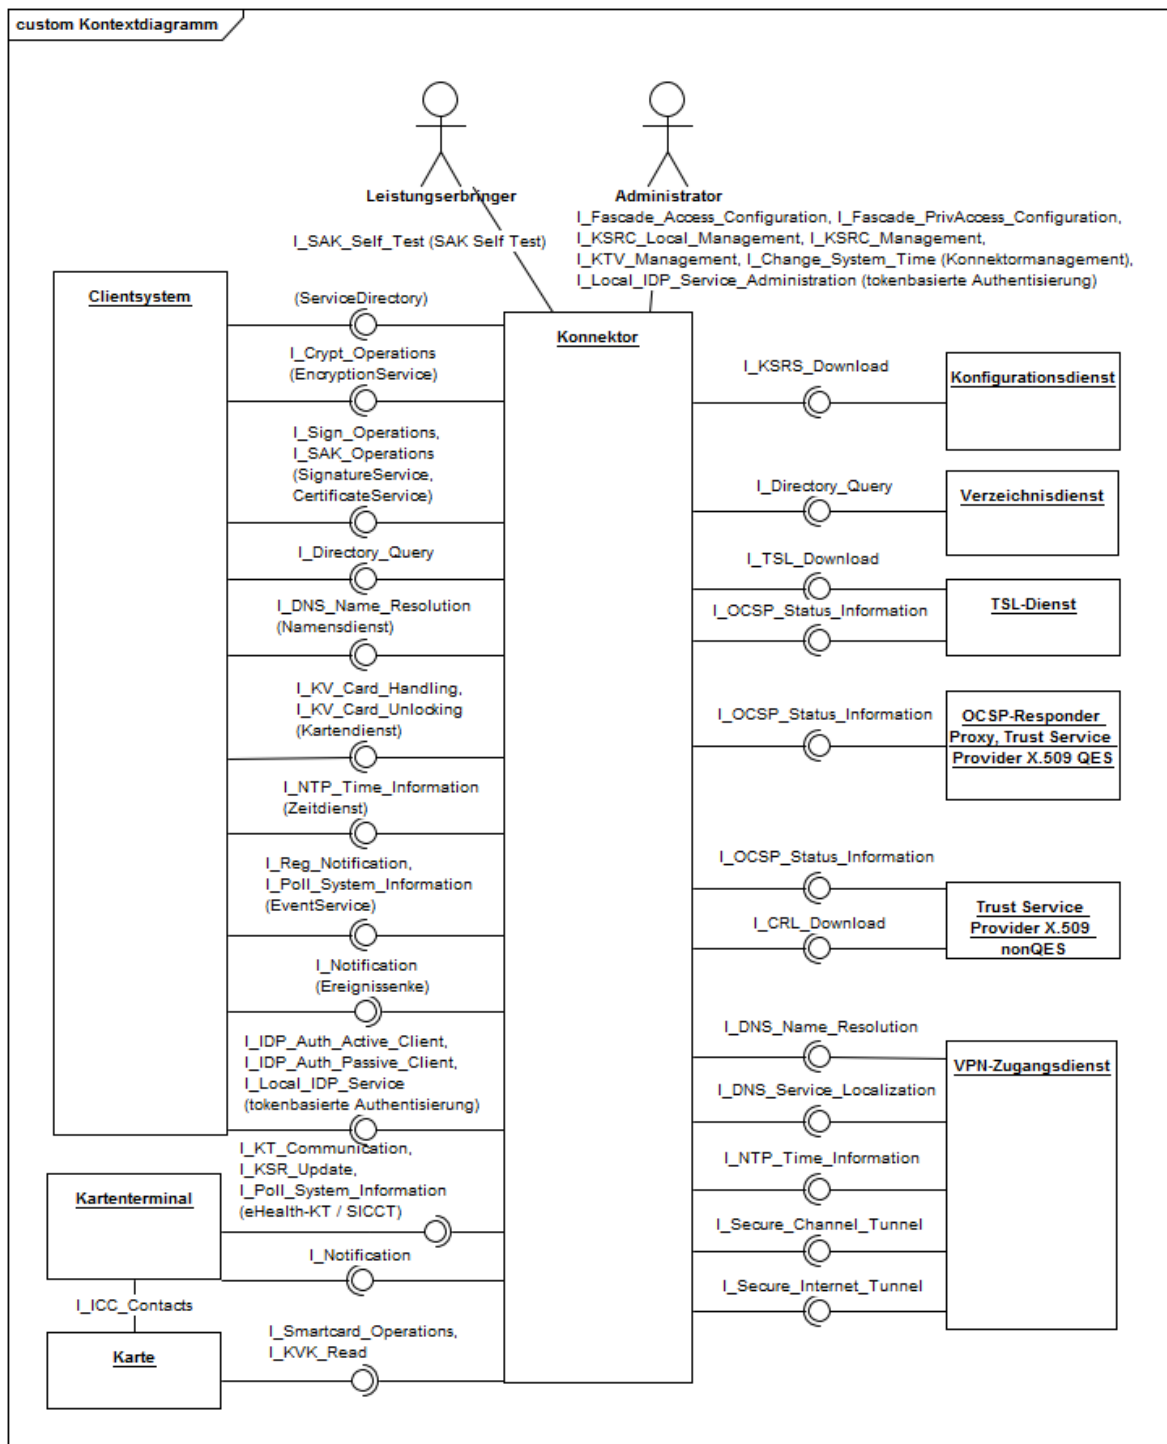 custom Kontextdiagramm
Leistungserbringer
Administrator
I_SAK_Self_Test (SAK Self Test)
I_Fascade_Access_Configuration, I_Fascade_PrivAccess_Configuration,
I_KSRC_Local_Management, I_KSRC_Management,
I_KTV_Management, I_Change_System_Time (Konnektormanagement),
I_Local_IDP_Service_Administration (tokenbasierte Authentisierung)
Clientsystem
(ServiceDirectory)
I_Crypt_Operations
(EncryptionService)
I_Sign_Operations,
I_SAK_Operations
(SignatureService,
CertificateService)
I_Directory_Query
I_DNS_Name_Resolution
(Namensdienst)
I_KV_Card_Handling,
I_KV_Card_Unlocking
(Kartendienst)
I_NTP_Time_Information
(Zeitdienst)
I_Reg_Notification,
I_Poll_System_Information
(EventService)
I_Notification
(Ereignissenke)
I_IDP_Auth_Active_Client,
I_IDP_Auth_Passive_Client,
I_Local_IDP_Service
(tokenbasierte Authentisierung)
I_KT_Communication,
I_KSR_Update,
I_Poll_System_Information
(eHealth-KT / SICCT)
Kartenterminal
I_Notification
I_ICC_Contacts
Karte
I_Smartcard_Operations,
I_KVK_Read
Konnektor
I_KSRS_Download
Konfigurationsdienst
I_Directory_Query
Verzeichnisdienst
I_TSL_Download
I_OCSP_Status_Information
TSL-Dienst
I_OCSP_Status_Information
OCSP-Responder
Proxy, Trust Service
Provider X.509 QES
I_OCSP_Status_Information
I_CRL_Download
Trust Service
Provider X.509
nonQES
I_DNS_Name_Resolution
VPN-Zugangsdienst
I_DNS_Service_Localization
I_NTP_Time_Information
I_Secure_Channel_Tunnel
I_Secure_Internet_Tunnel